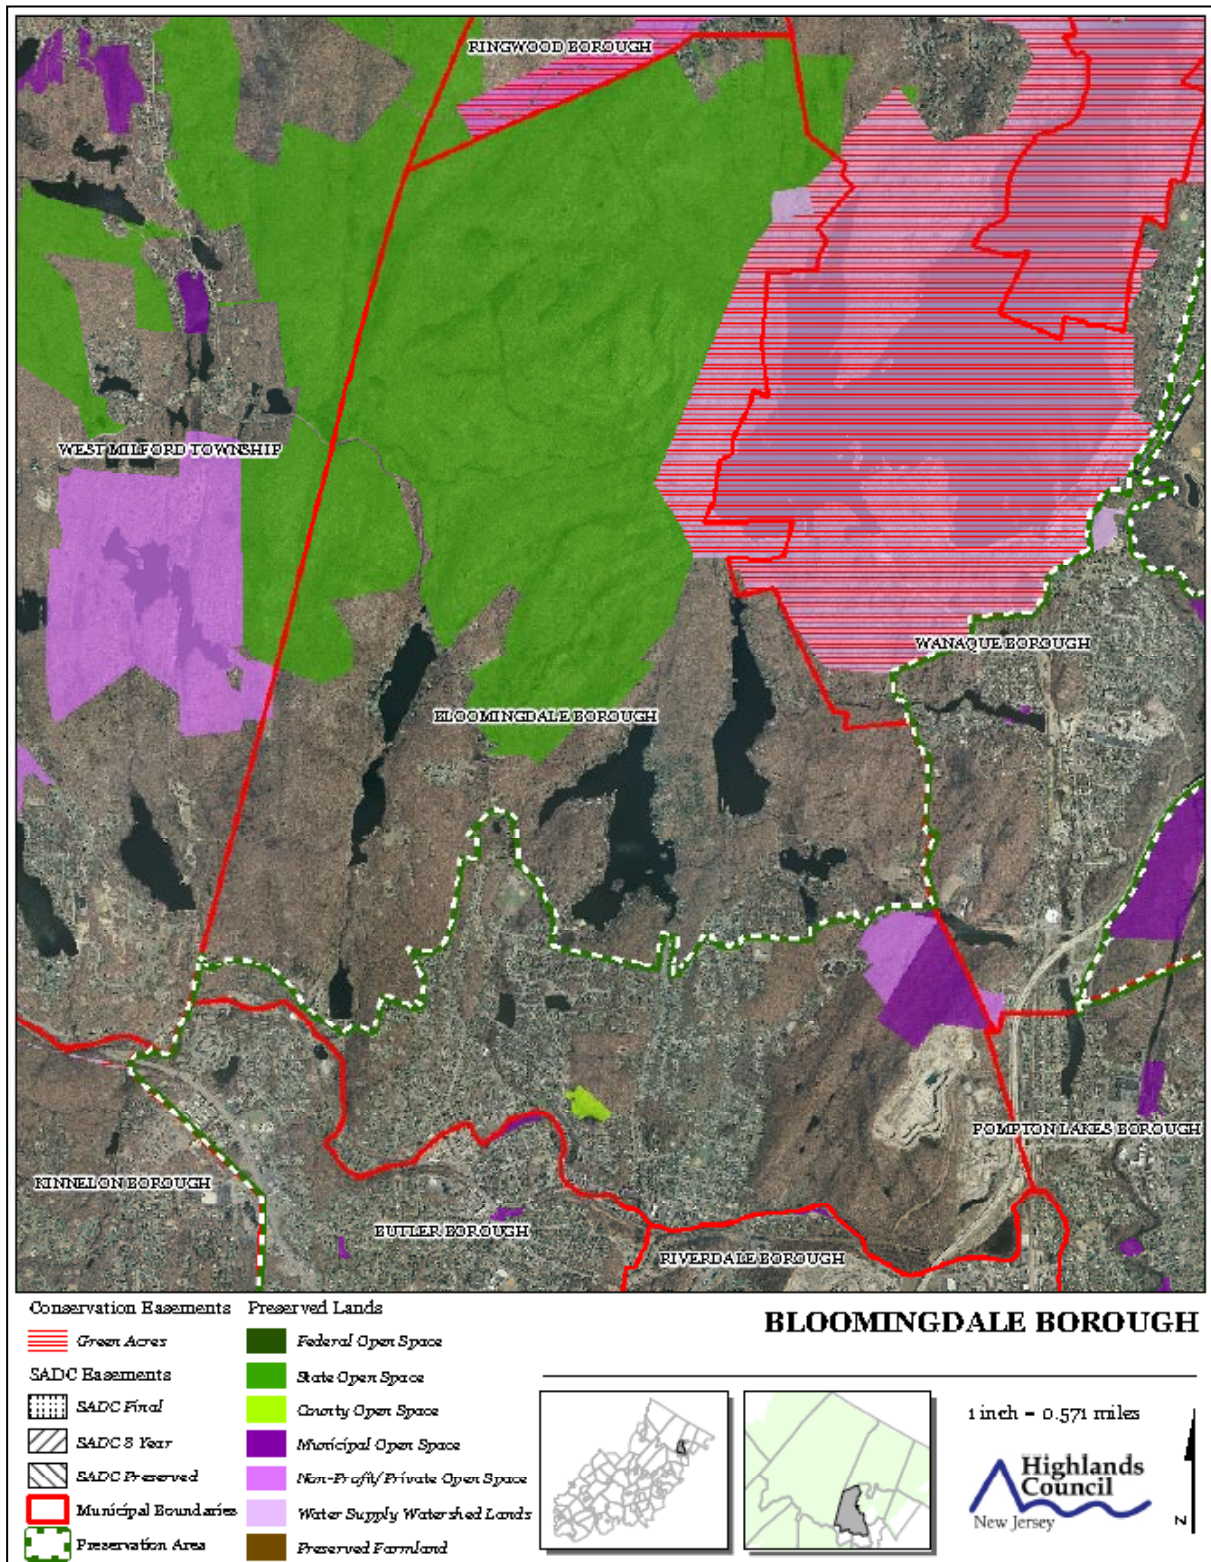 RINGWOOD BOROUGH
WEST MILFORD TOWNSHIP
WANAQUE BOROUGH
BLOOMINGDALE BOROUGH
POMPTON LAKES BOROUGH
KINNELON BOROUGH
BUTLER BOROUGH
RIVERDALE BOROUGH
Conservation Easements
Green Acres
SADC Easements
SADC Final
SADC 8 Year
SADC Preserved
Municipal Boundaries
Preservation Area
Preserved Lands
Federal Open Space
State Open Space
County Open Space
Municipal Open Space
Non-Profit/Private Open Space
Water Supply Watershed Lands
Preserved Farmland
BLOOMINGDALE BOROUGH
1 inch = 0.571 miles
Highlands
Council
New Jersey
N